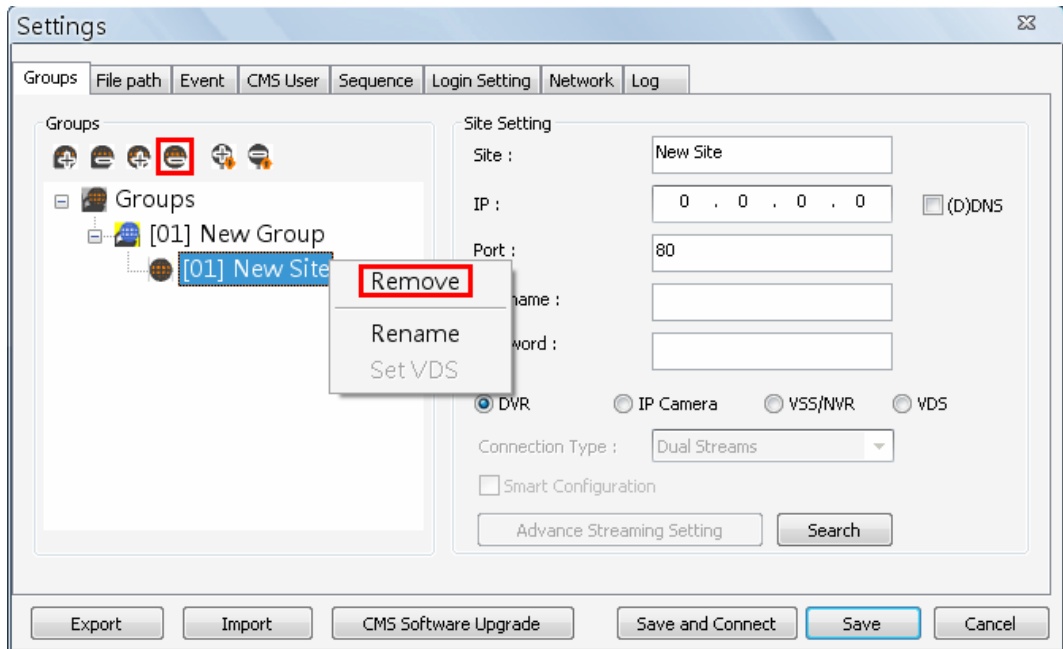 Settings
Groups File path Event CMS User Sequence Login Setting Network Log
Groups
Groups
[01] New Group
[01] New Site
Remove
Rename
Set VDS
Site Setting
Site : New Site
IP : 0 . 0 . 0 . 0 (D)DNS
Port : 80
name :
word :
DVR IP Camera VSS/NVR VDS
Connection Type : Dual Streams
Smart Configuration
Advance Streaming Setting Search
Export Import CMS Software Upgrade Save and Connect Save Cancel